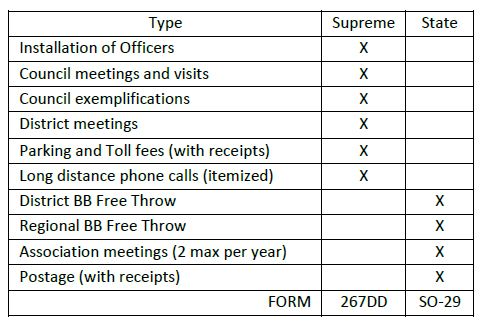 Type Supreme State
Installation of Officers X
Council meetings and visits X
Council exemplifications X
District meetings X
Parking and Toll fees (with receipts) X
Long distance phone calls (itemized) X
District BB Free Throw X
Regional BB Free Throw X
Association meetings (2 max per year) X
Postage (with receipts) X
FORM 267DD SO-29